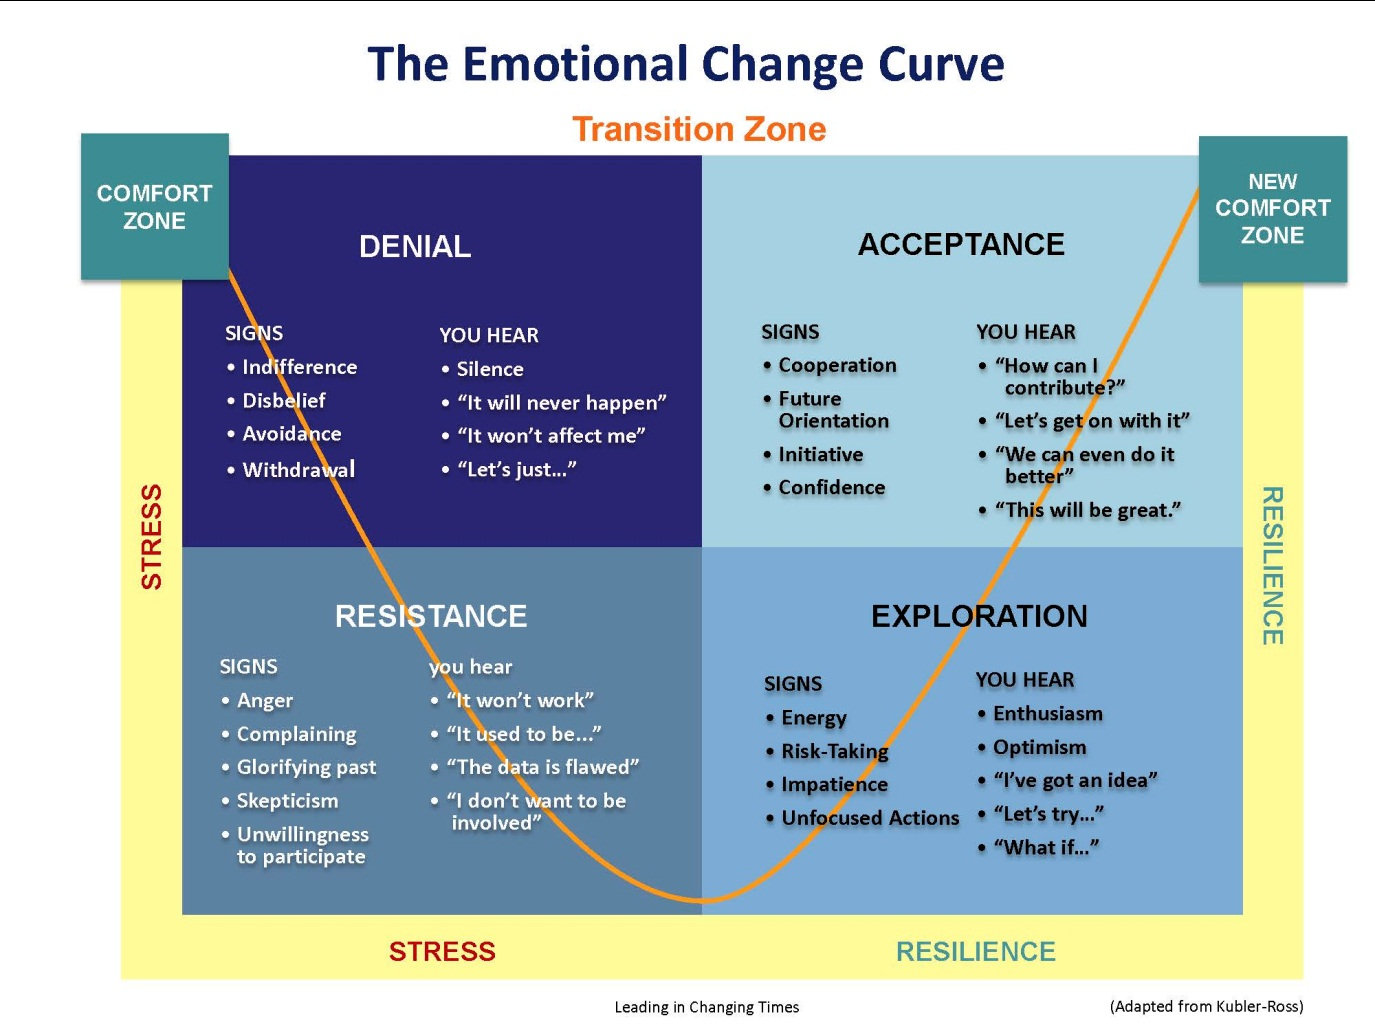 The Emotional Change Curve
Transition Zone
COMFORT
ZONE
NEW
COMFORT
ZONE
DENIAL
SIGNS
• Indifference
• Disbelief
• Avoidance
• Withdrawal
YOU HEAR
• Silence
• “It will never happen”
• “It won’t affect me”
• “Let’s just...”
ACCEPTANCE
SIGNS
• Cooperation
• Future
Orientation
• Initiative
• Confidence
YOU HEAR
• “How can I
contribute?”
• “Let’s get on with it”
• “We can even do it
better”
• “This will be great.”
STRESS
RESILIENCE
RESISTANCE
SIGNS
• Anger
• Complaining
• Glorifying past
• Skepticism
• Unwillingness
to participate
you hear
• “It won’t work”
• “It used to be...”
• “The data is flawed”
• “I don’t want to be
involved”
EXPLORATION
SIGNS
• Energy
• Risk-Taking
• Impatience
• Unfocused Actions
YOU HEAR
• Enthusiasm
• Optimism
• “I’ve got an idea”
• “Let’s try...”
• “What if...”
STRESS
RESILIENCE
Leading in Changing Times
(Adapted from Kubler-Ross)